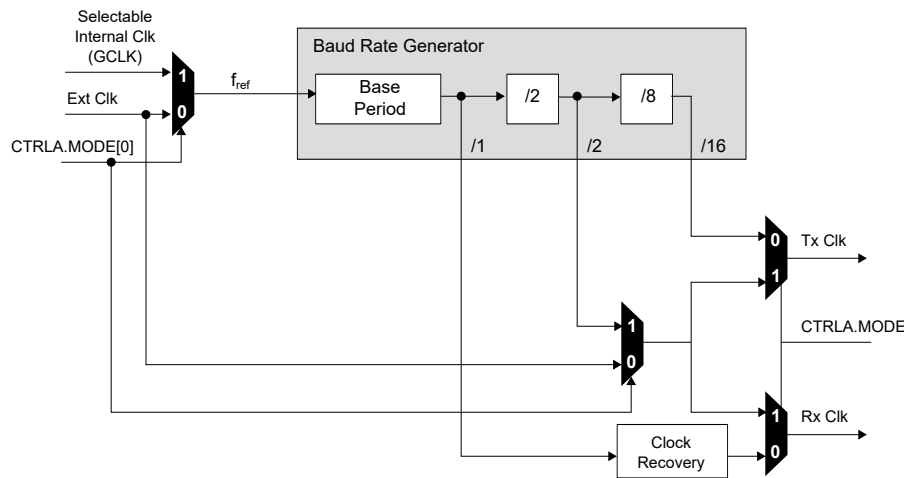 Selectable
Internal Clk
(GCLK)
Baud Rate Generator
1
f_ref
Base
Period
/2
/8
Ext Clk
0
CTRLA.MODE[0]
/1
/2
/16
0
Tx Clk
1
1
CTRLA.MODE
0
1
Rx Clk
Clock
Recovery
0